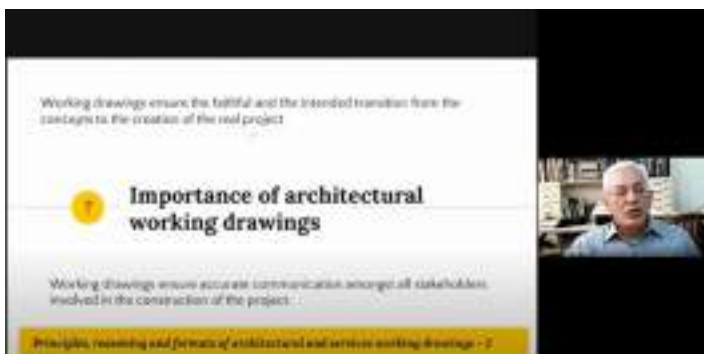 Working drawings ensure the faithful and the intended transition from the
concepts to the creation of the real project
?
Importance of architectural
working drawings
Working drawings ensure accurate communication amongst all stakeholders
involved in the construction of the project
Principles, reasoning and formats of architectural and services working drawings - 2